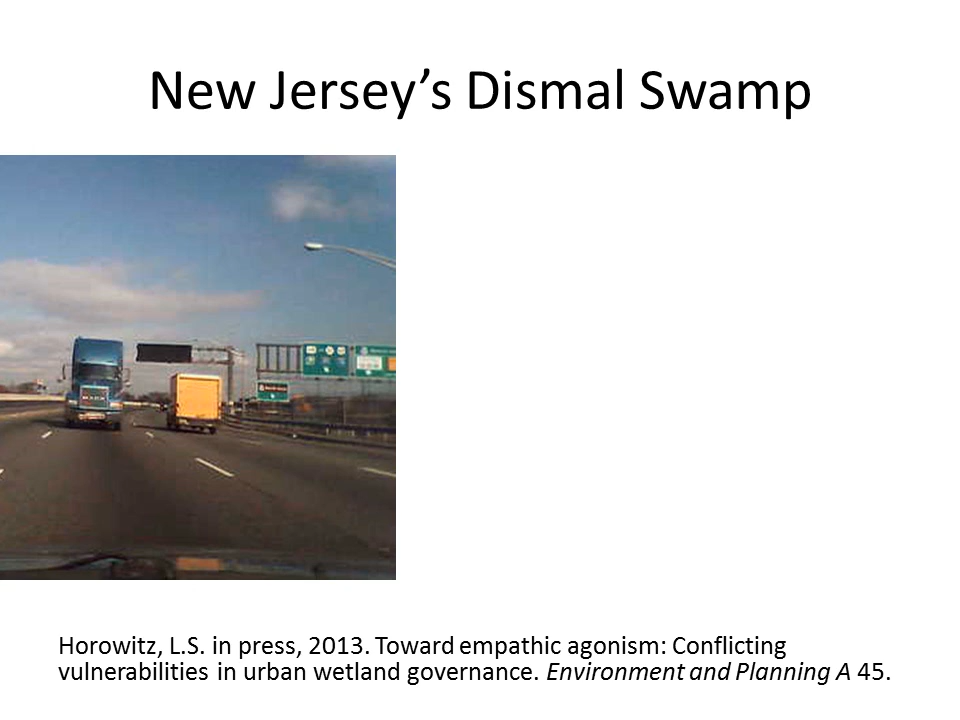 New Jersey’s Dismal Swamp
Horowitz, L.S. in press, 2013. Toward empathic agonism: Conflicting
vulnerabilities in urban wetland governance. Environment and Planning A 45.